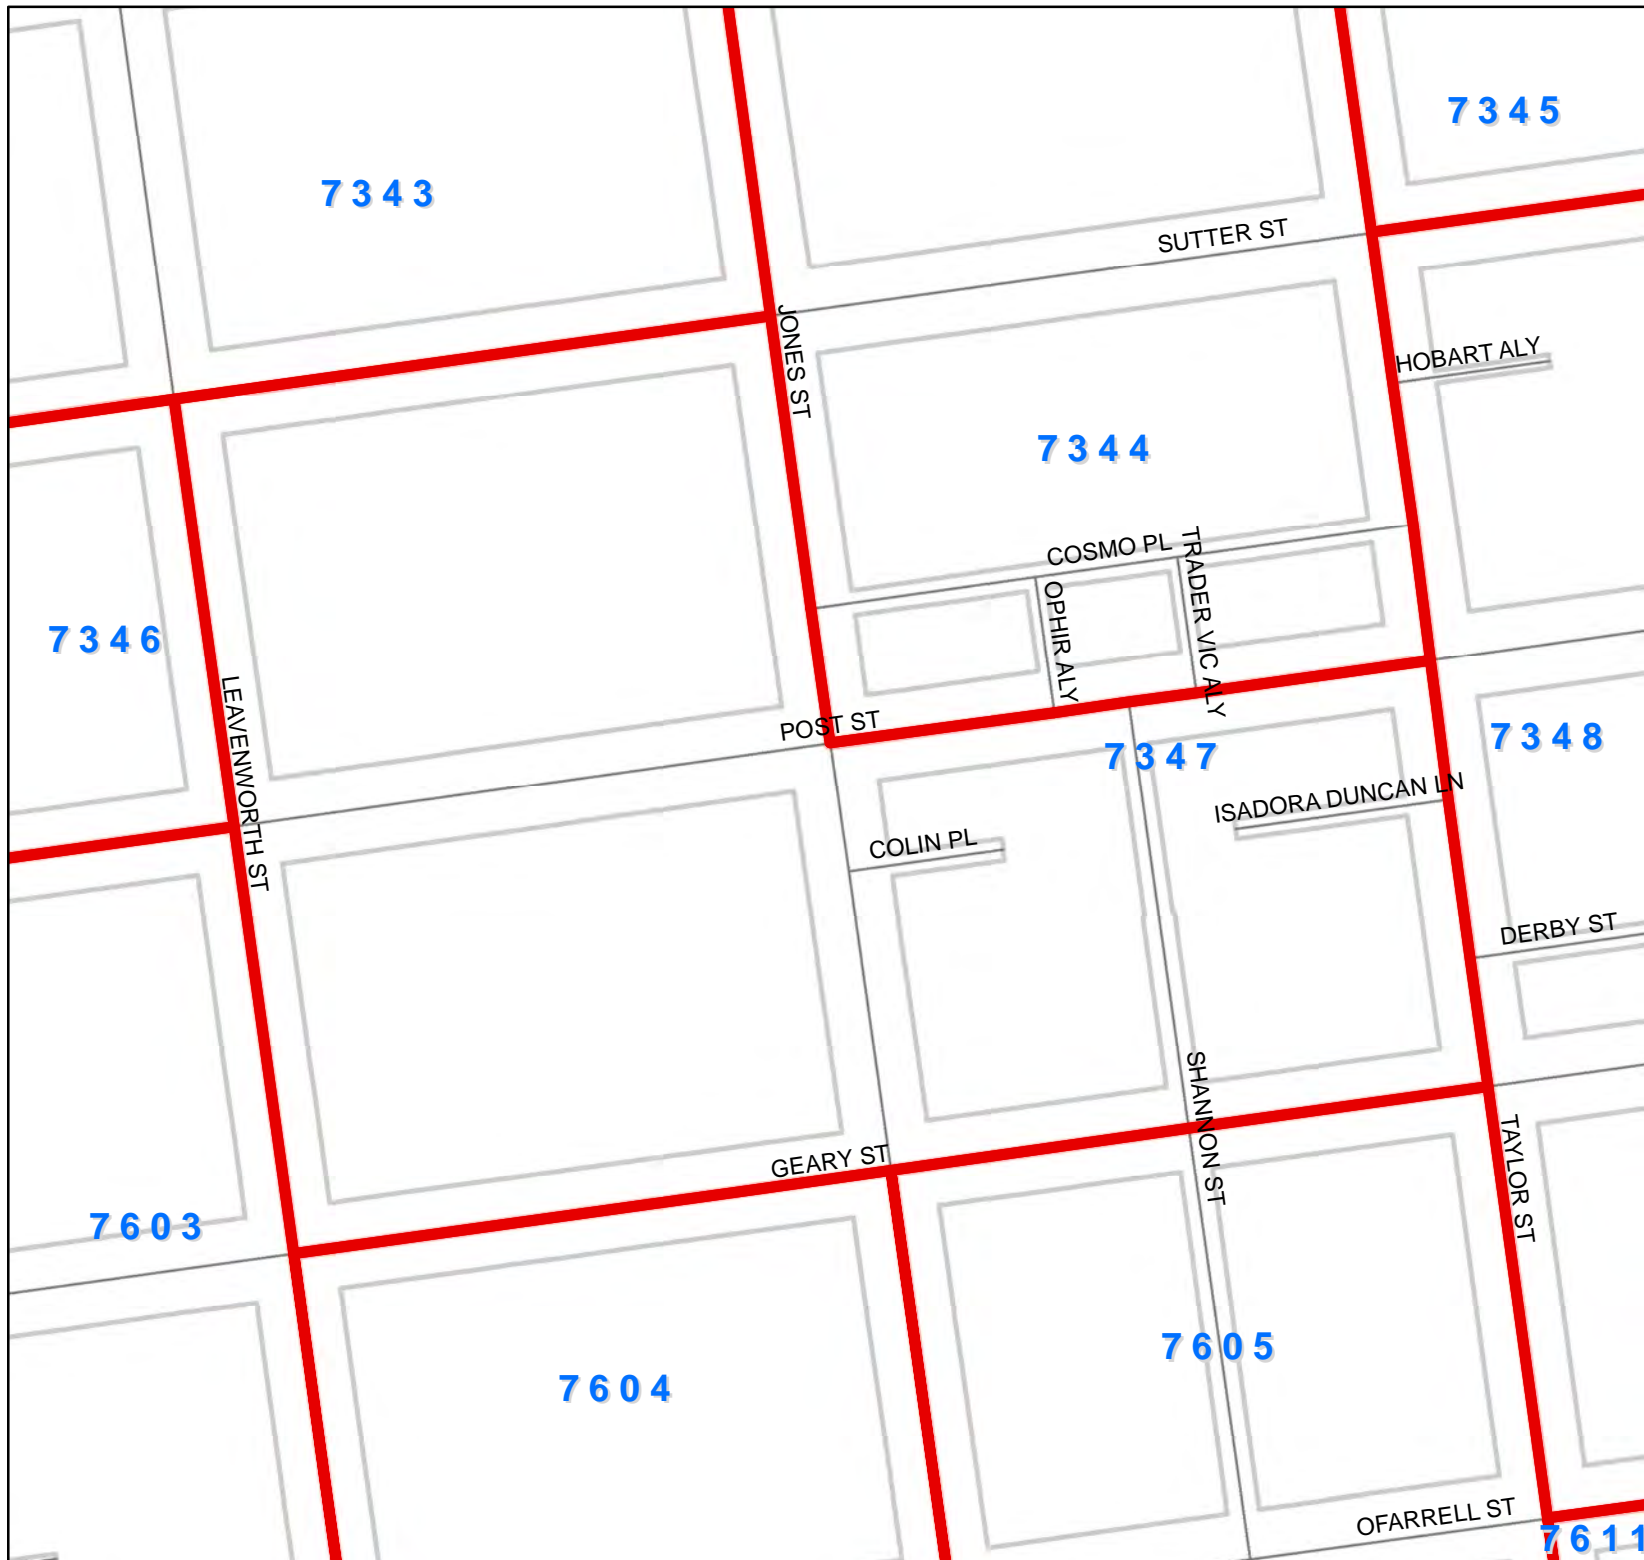 7345
7343
SUTTER ST
HOBART ALY
JONES ST
7344
COSMO PL
TRADER VIC ALY
OPHIR ALY
7346
LEAVENWORTH ST
POST ST
7347
7348
ISADORA DUNCAN LN
COLIN PL
DERBY ST
SHANNON ST
GEARY ST
TAYLOR ST
7603
7605
7604
OFARRELL ST
7611